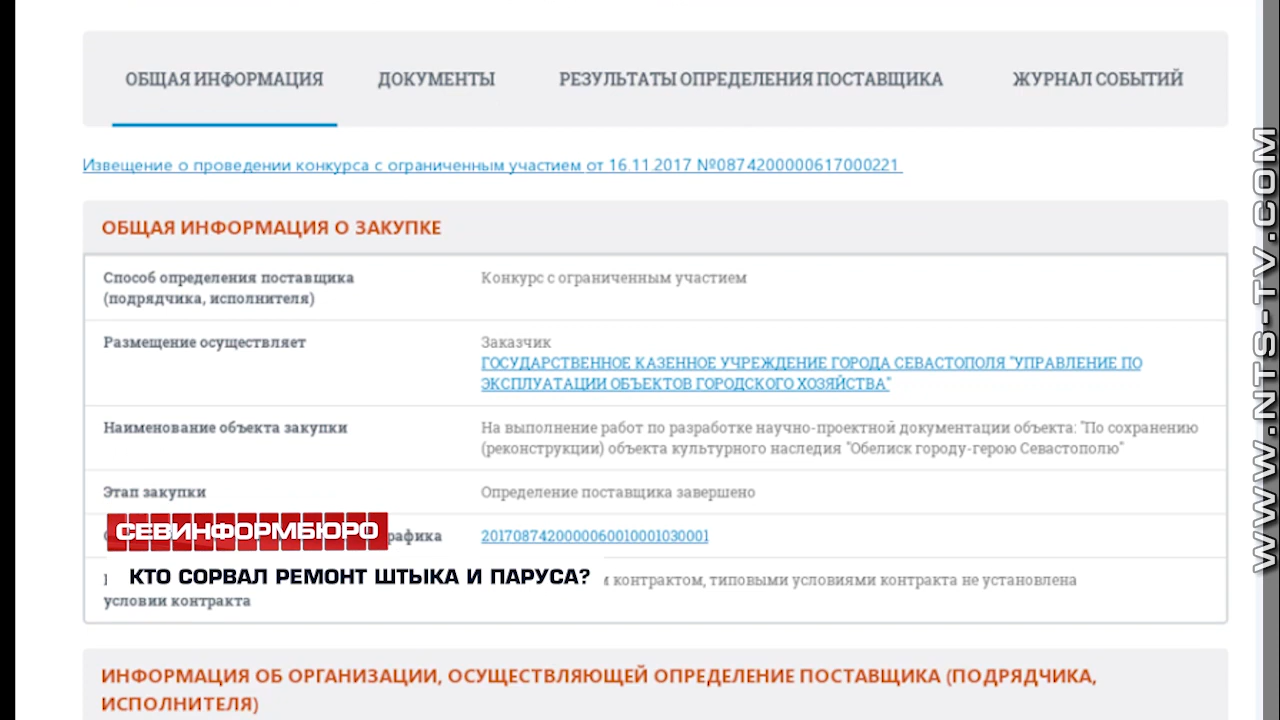 ОБЩАЯ ИНФОРМАЦИЯ ДОКУМЕНТЫ РЕЗУЛЬТАТЫ ОПРЕДЕЛЕНИЯ ПОСТАВЩИКА ЖУРНАЛ СОБЫТИЙ
Извещение о проведении конкурса с ограниченным участием от 16.11.2017 №0874200000617000221
ОБЩАЯ ИНФОРМАЦИЯ О ЗАКУПКЕ
Способ определения поставщика
(подрядчика, исполнителя)
Конкурс с ограниченным участием
Размещение осуществляет
Заказчик
ГОСУДАРСТВЕННОЕ КАЗЕННОЕ УЧРЕЖДЕНИЕ ГОРОДА СЕВАСТОПОЛЯ "УПРАВЛЕНИЕ ПО
ЭКСПЛУАТАЦИИ ОБЪЕКТОВ ГОРОДСКОГО ХОЗЯЙСТВА"
Наименование объекта закупки
На выполнение работ по разработке научно-проектной документации объекта: "По сохранению
(реконструкции) объекта культурного наследия "Обелиск городу-герою Севастополю"
Этап закупки
Определение поставщика завершено
СЕВИНФОРМБЮРО
рафика
201708742000006001000103​0001
КТО СОРВАЛ РЕМОНТ ШТЫКА И ПАРУСА?
м контрактом, типовыми условиями контракта не установлена
условии контракта
ИНФОРМАЦИЯ ОБ ОРГАНИЗАЦИИ, ОСУЩЕСТВЛЯЮЩЕЙ ОПРЕДЕЛЕНИЕ ПОСТАВЩИКА (ПОДРЯДЧИКА,
ИСПОЛНИТЕЛЯ)
WWW.NTS-TV.COM